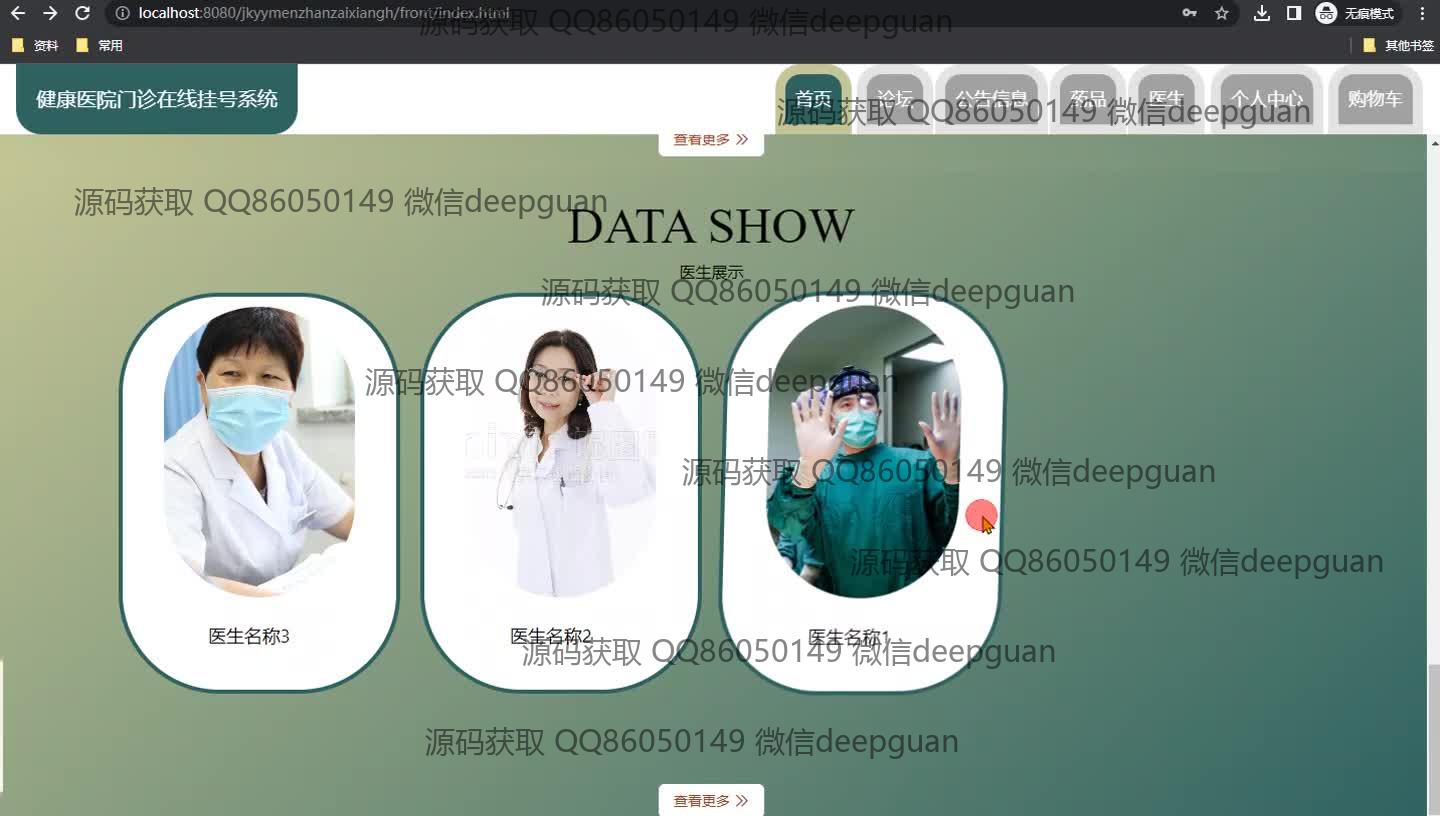 localhost:8080/jkyymenzhanzaixiangh/front/index.html
无痕模式
资料
常用
其他书签
源码获取 QQ86050149 微信deepguan
健康医院门诊在线挂号系统
首页
论坛
公告信息
药品
医生
个人中心
购物车
源码获取 QQ86050149 微信deepguan
查看更多
源码获取 QQ86050149 微信deepguan
DATA SHOW
医生展示
源码获取 QQ86050149 微信deepguan
源码获取 QQ86050149 微信deepguan
源码获取 QQ86050149 微信deepguan
源码获取 QQ86050149 微信deepguan
医生名称3
医生名称2
医生名称1
源码获取 QQ86050149 微信deepguan
源码获取 QQ86050149 微信deepguan
查看更多